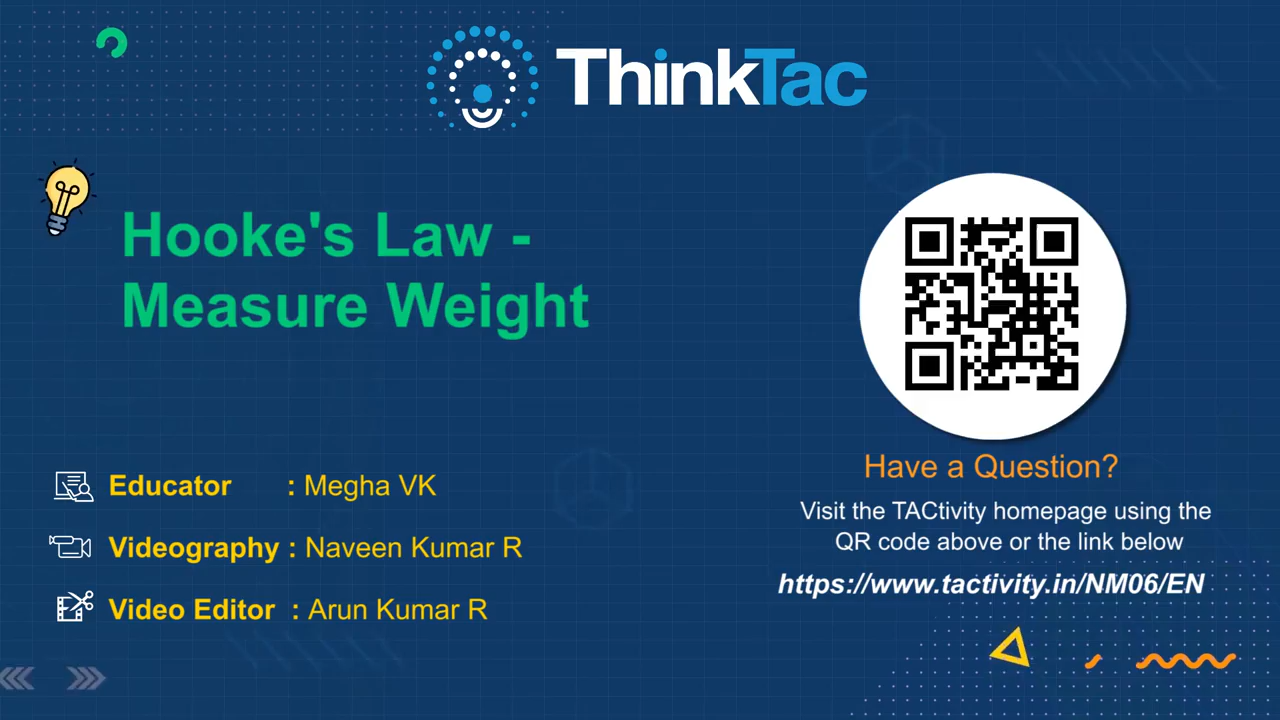 ThinkTac
Hooke's Law -
Measure Weight
Educator : Megha VK
Videography : Naveen Kumar R
Video Editor : Arun Kumar R
Have a Question?
Visit the TACtivity homepage using the
QR code above or the link below
https://www.tactivity.in/NM06/EN